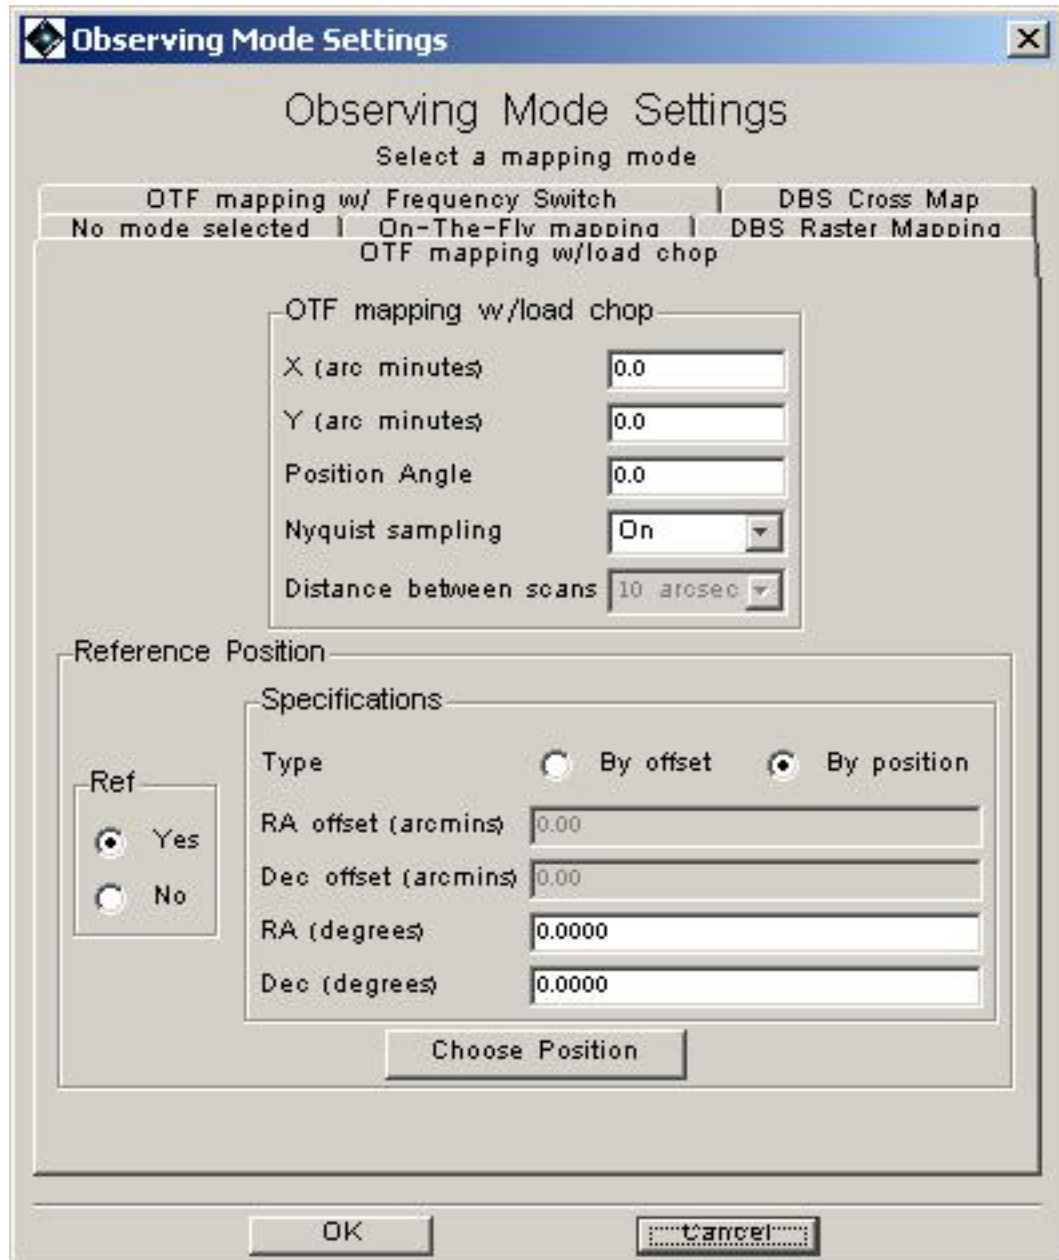 Observing Mode Settings
Observing Mode Settings
Select a mapping mode
OTF mapping w/ Frequency Switch
DBS Cross Map
No mode selected
On-The-Fly mapping
DBS Raster Mapping
OTF mapping w/load chop
OTF mapping w/load chop
X (arc minutes) 0.0
Y (arc minutes) 0.0
Position Angle 0.0
Nyquist sampling On
Distance between scans 10 arcsec
Reference Position
Specifications
Ref
Yes
No
Type By offset By position
RA offset (arcmins) 0.00
Dec offset (arcmins) 0.00
RA (degrees) 0.0000
Dec (degrees) 0.0000
Choose Position
OK
Cancel